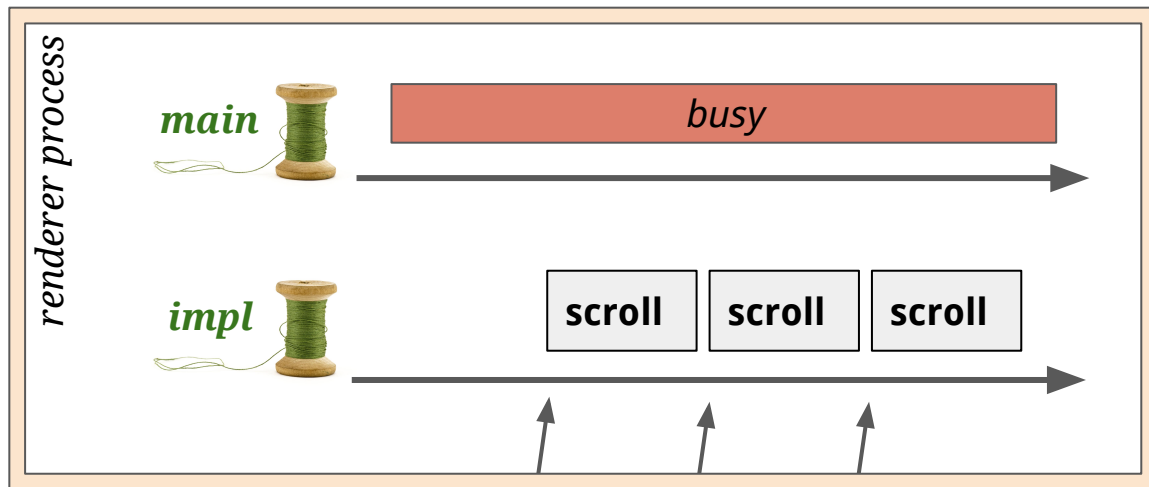 renderer process
main
busy
impl
scroll
scroll
scroll